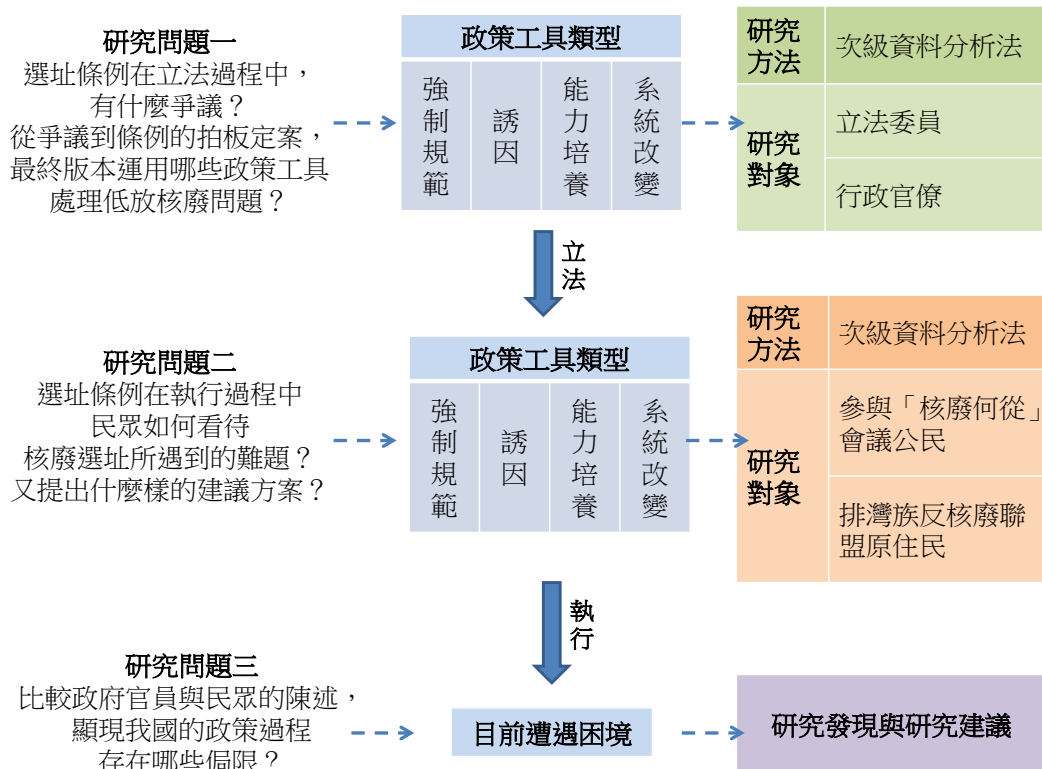 研究問題一
選址條例在立法過程中，
有什麼爭議？
從爭議到條例的拍板定案，
最終版本運用哪些政策工具
處理低放核廢問題？
政策工具類型
強制規範
誘因
能力培養
系統改變
研究
方法
次級資料分析法
研究
對象
立法委員
行政官僚
立法
研究問題二
選址條例在執行過程中
民眾如何看待
核廢選址所遇到的難題？
又提出什麼樣的建議方案？
政策工具類型
強制規範
誘因
能力培養
系統改變
研究
方法
次級資料分析法
研究
對象
參與「核廢何從」
會議公民
排灣族反核廢聯
盟原住民
執行
研究問題三
比較政府官員與民眾的陳述，
顯現我國的政策過程
存在哪些侷限？
目前遭遇困境
研究發現與研究建議